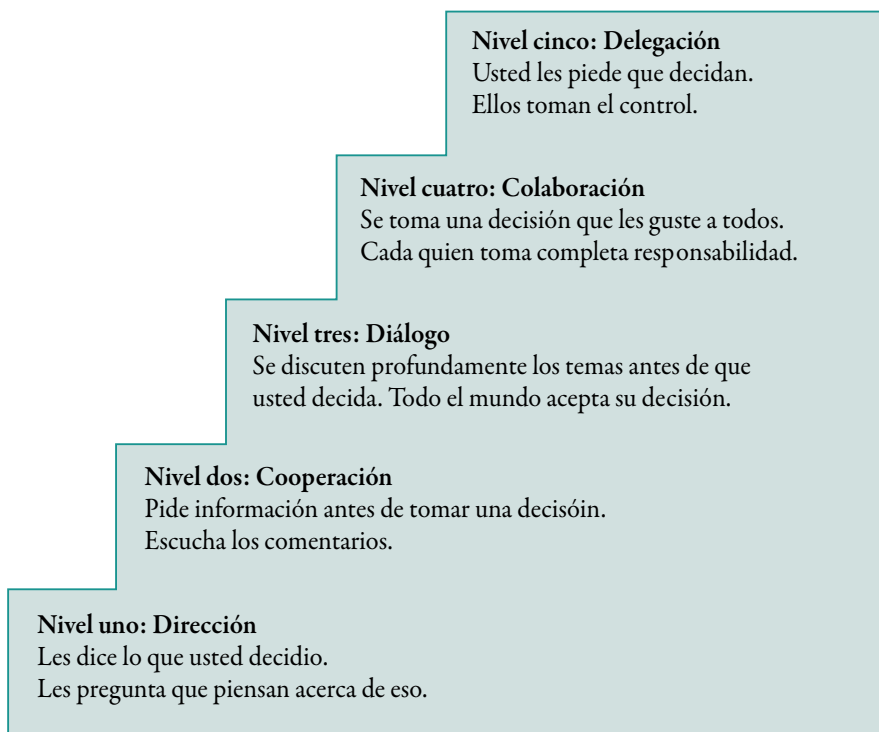 Nivel cinco: Delegación
Usted les piede que decidan.
Ellos toman el control.
Nivel cuatro: Colaboración
Se toma una decisión que les guste a todos.
Cada quien toma completa responsabilidad.
Nivel tres: Diálogo
Se discuten profundamente los temas antes de que
usted decida. Todo el mundo acepta su decisión.
Nivel dos: Cooperación
Pide información antes de tomar una decisóin.
Escucha los comentarios.
Nivel uno: Dirección
Les dice lo que usted decidio.
Les pregunta que piensan acerca de eso.